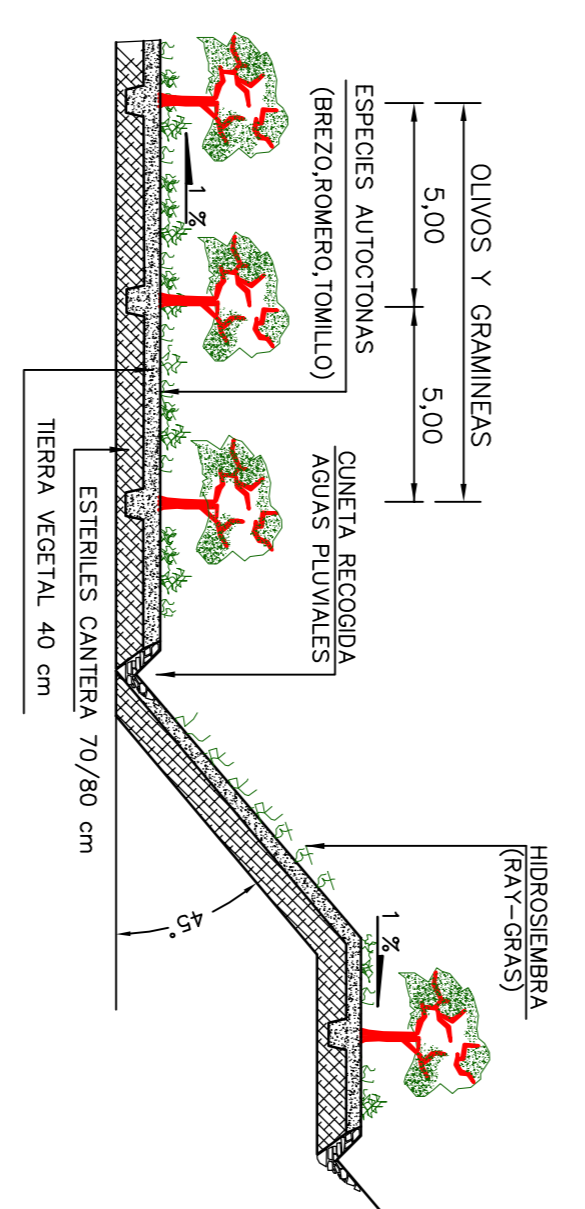 OLIVOS Y GRAMINEAS
5,00
5,00
ESPECIES AUTOCTONAS
(BREZO,ROMERO,TOMILLO)
CUNETA RECOGIDA
AGUAS PLUVIALES
HIDROSIEMBRA
(RAY-GRAS)
1 %
1 %
45°
ESTERILES CANTERA 70/80 cm
TIERRA VEGETAL 40 cm